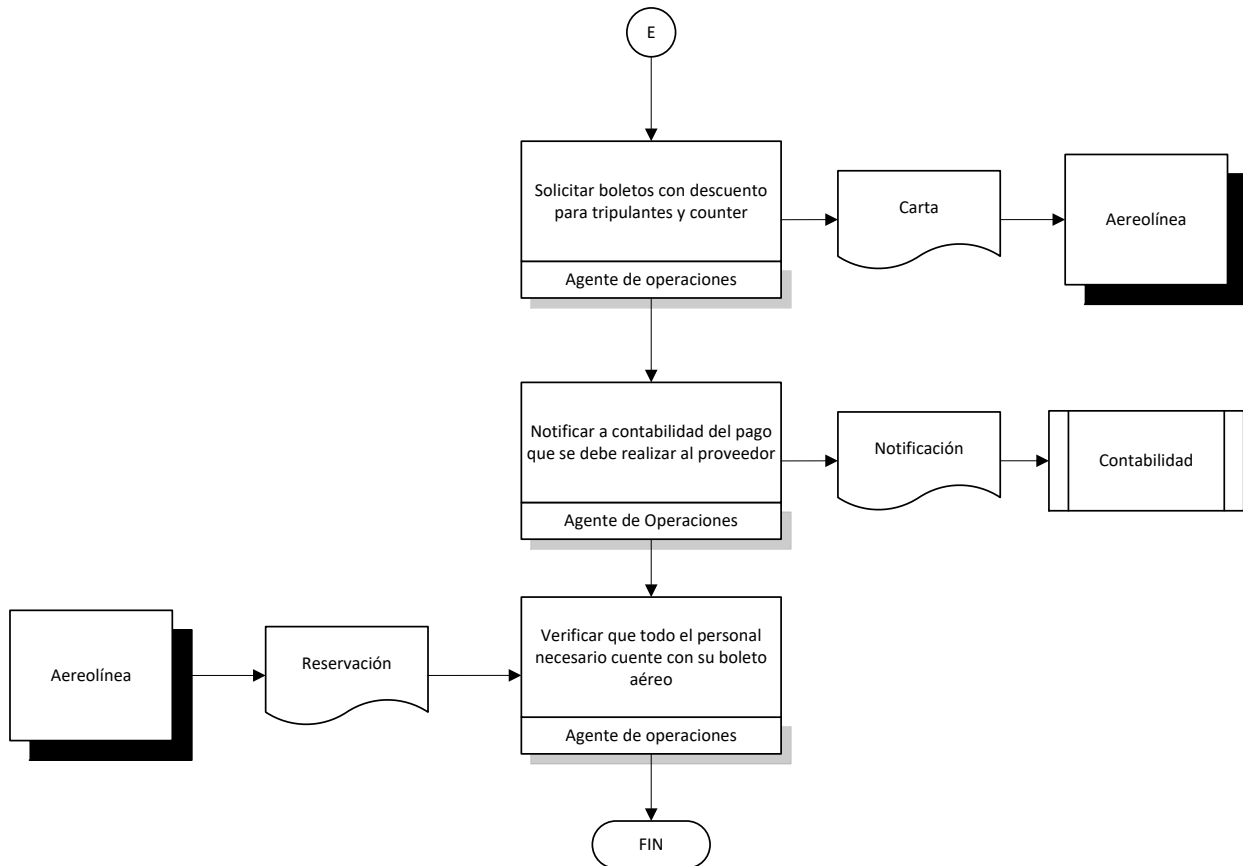 E
Solicitar boletos con descuento
para tripulantes y counter
Agente de operaciones
Carta
Aereolínea
Notificar a contabilidad del pago
que se debe realizar al proveedor
Agente de Operaciones
Notificación
Contabilidad
Aereolínea
Reservación
Verificar que todo el personal
necesario cuente con su boleto
aéreo
Agente de operaciones
FIN